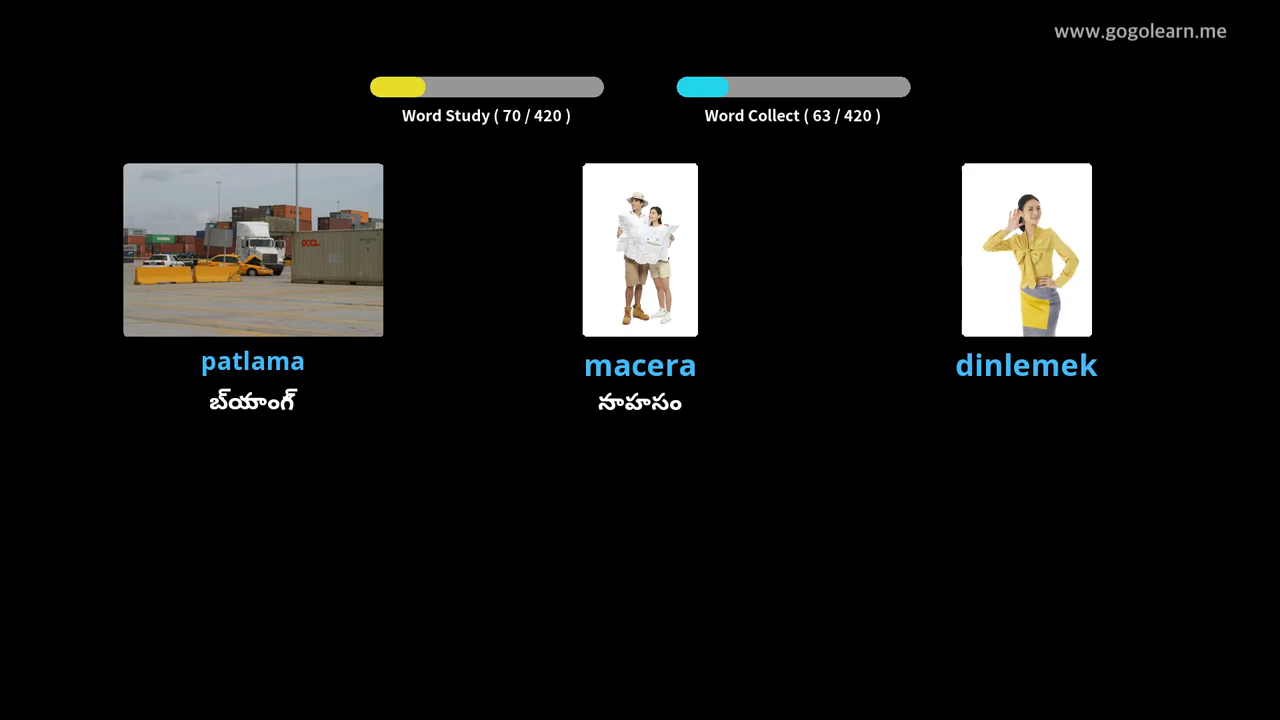 www.gogolearn.me
Word Study ( 70 / 420 )
Word Collect ( 63 / 420 )
patlama
బ్‌యాంగ్
macera
నాహసం
dinlemek